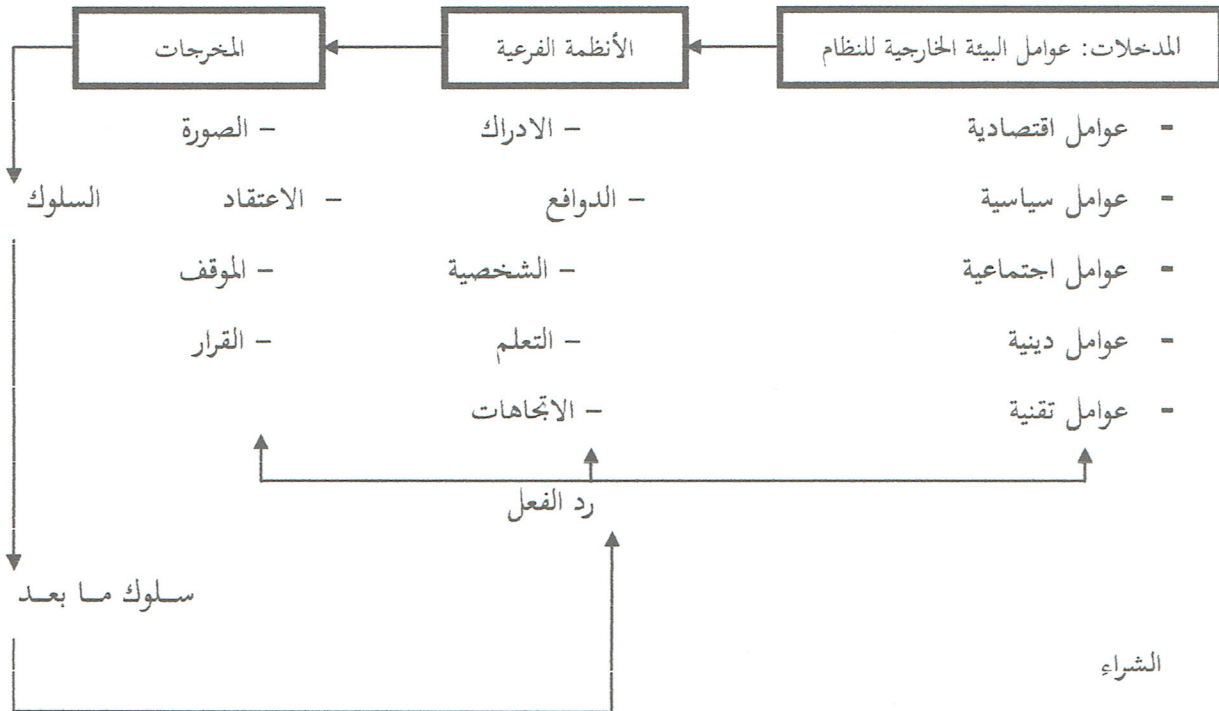 المدخلات: عوامل البيئة الخارجية للنظام
الأنظمة الفرعية
المخرجات
- عوامل اقتصادية
– الادراك
– الصورة
- عوامل سياسية
– الدوافع
– الاعتقاد
السلوك
- عوامل اجتماعية
– الشخصية
– الموقف
- عوامل دينية
– التعلم
– القرار
- عوامل تقنية
– الاتجاهات
رد الفعل
سلوك ما بعد
الشراء